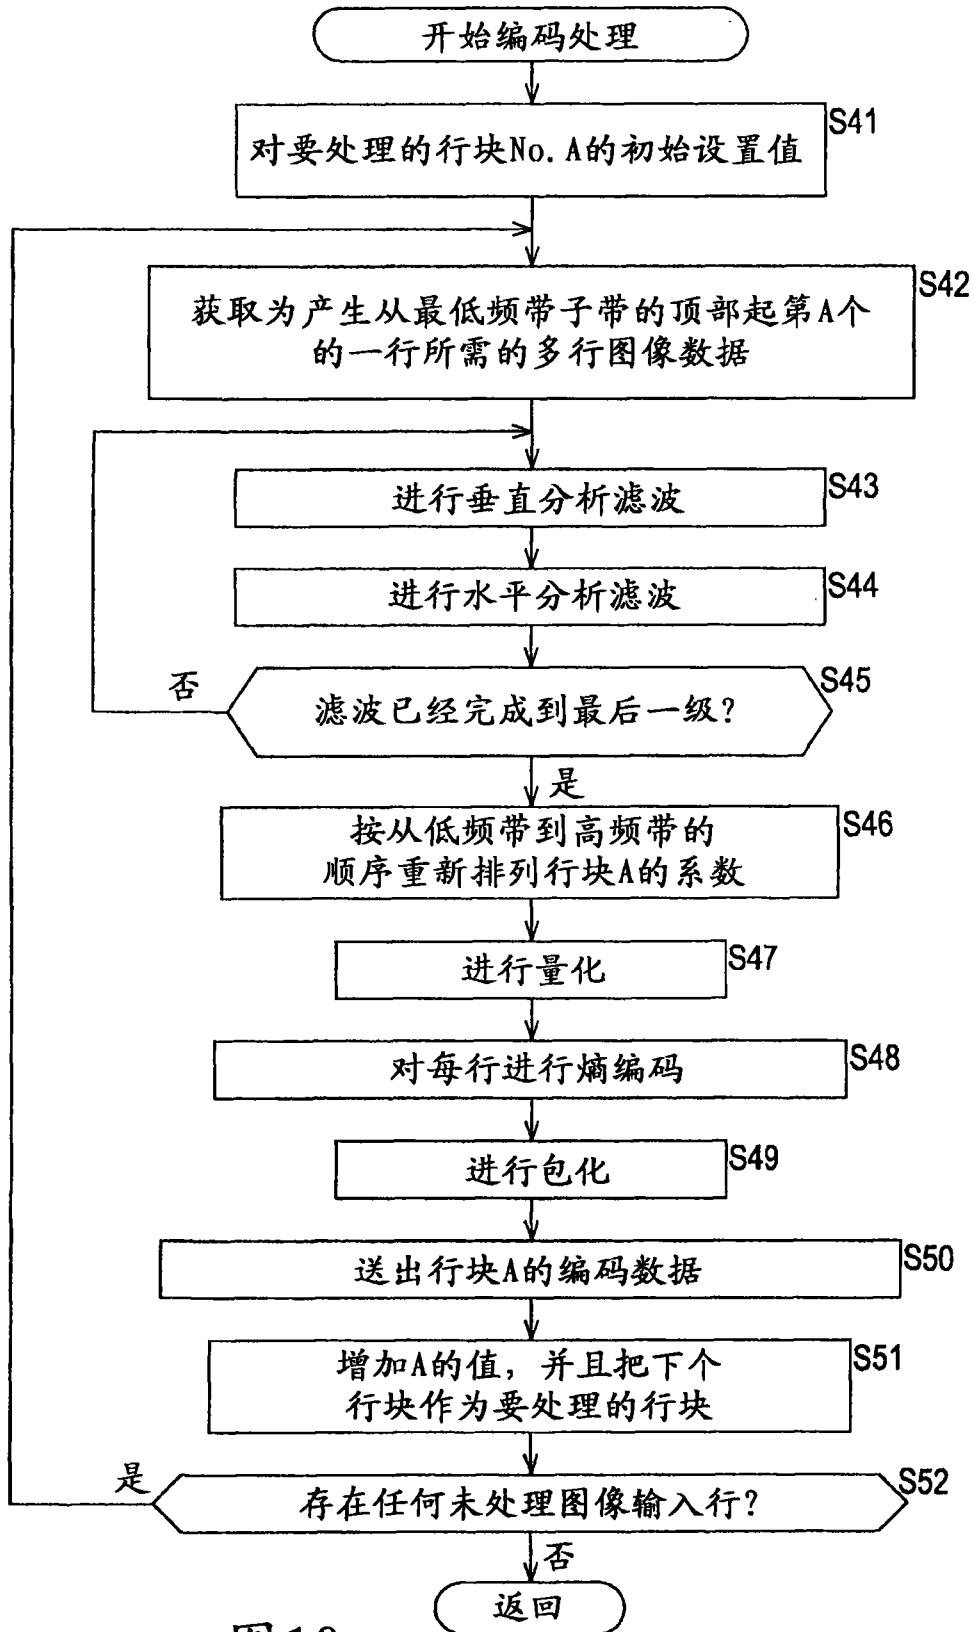 开始编码处理
S41
对要处理的行块No. A的初始设置值
S42
获取为产生从最低频带子带的顶部起第A个
的一行所需的多行图像数据
S43
进行垂直分析滤波
S44
进行水平分析滤波
S45
否
滤波已经完成到最后一级？
是
S46
按从低频带到高频带的
顺序重新排列行块A的系数
S47
进行量化
S48
对每行进行熵编码
S49
进行包化
S50
送出行块A的编码数据
S51
增加A的值，并且把下个
行块作为要处理的行块
是
S52
存在任何未处理图像输入行？
否
返回